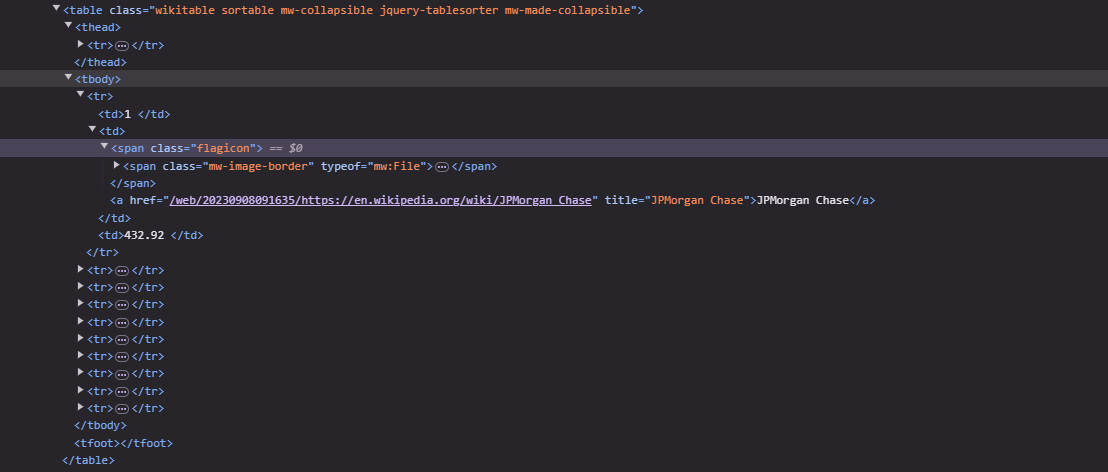 <table class="wikitable sortable mw-collapsible jquery-tablesorter mw-made-collapsible">
<thead>
<tr>…</tr>
</thead>
<tbody>
<tr>
<td>1 </td>
<td>
<span class="flagicon"> == $0
<span class="mw-image-border" typeof="mw:File">…</span>
</span>
<a href="/web/20230908091635/https://en.wikipedia.org/wiki/JPMorgan_Chase" title="JPMorgan Chase">JPMorgan Chase</a>
</td>
<td>432.92 </td>
</tr>
<tr>…</tr>
<tr>…</tr>
<tr>…</tr>
<tr>…</tr>
<tr>…</tr>
<tr>…</tr>
<tr>…</tr>
<tr>…</tr>
<tr>…</tr>
</tbody>
<tfoot></tfoot>
</table>